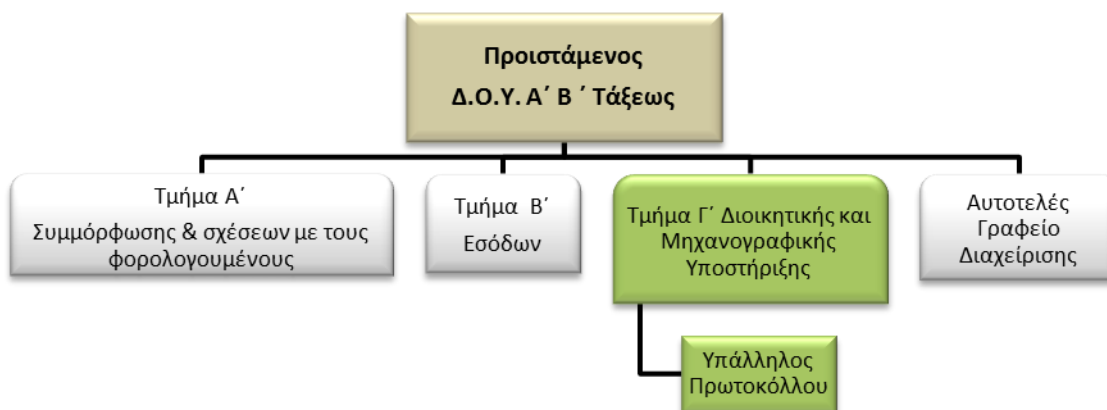 Προιστάμενος
Δ.Ο.Υ. Α΄ Β ΄ Τάξεως
Τμήμα Α΄
Συμμόρφωσης & σχέσεων με τους
φορολογουμένους
Τμήμα Β΄
Εσόδων
Τμήμα Γ΄ Διοικητικής και
Μηχανογραφικής
Υποστήριξης
Αυτοτελές
Γραφείο
Διαχείρισης
Υπάλληλος
Πρωτοκόλλου